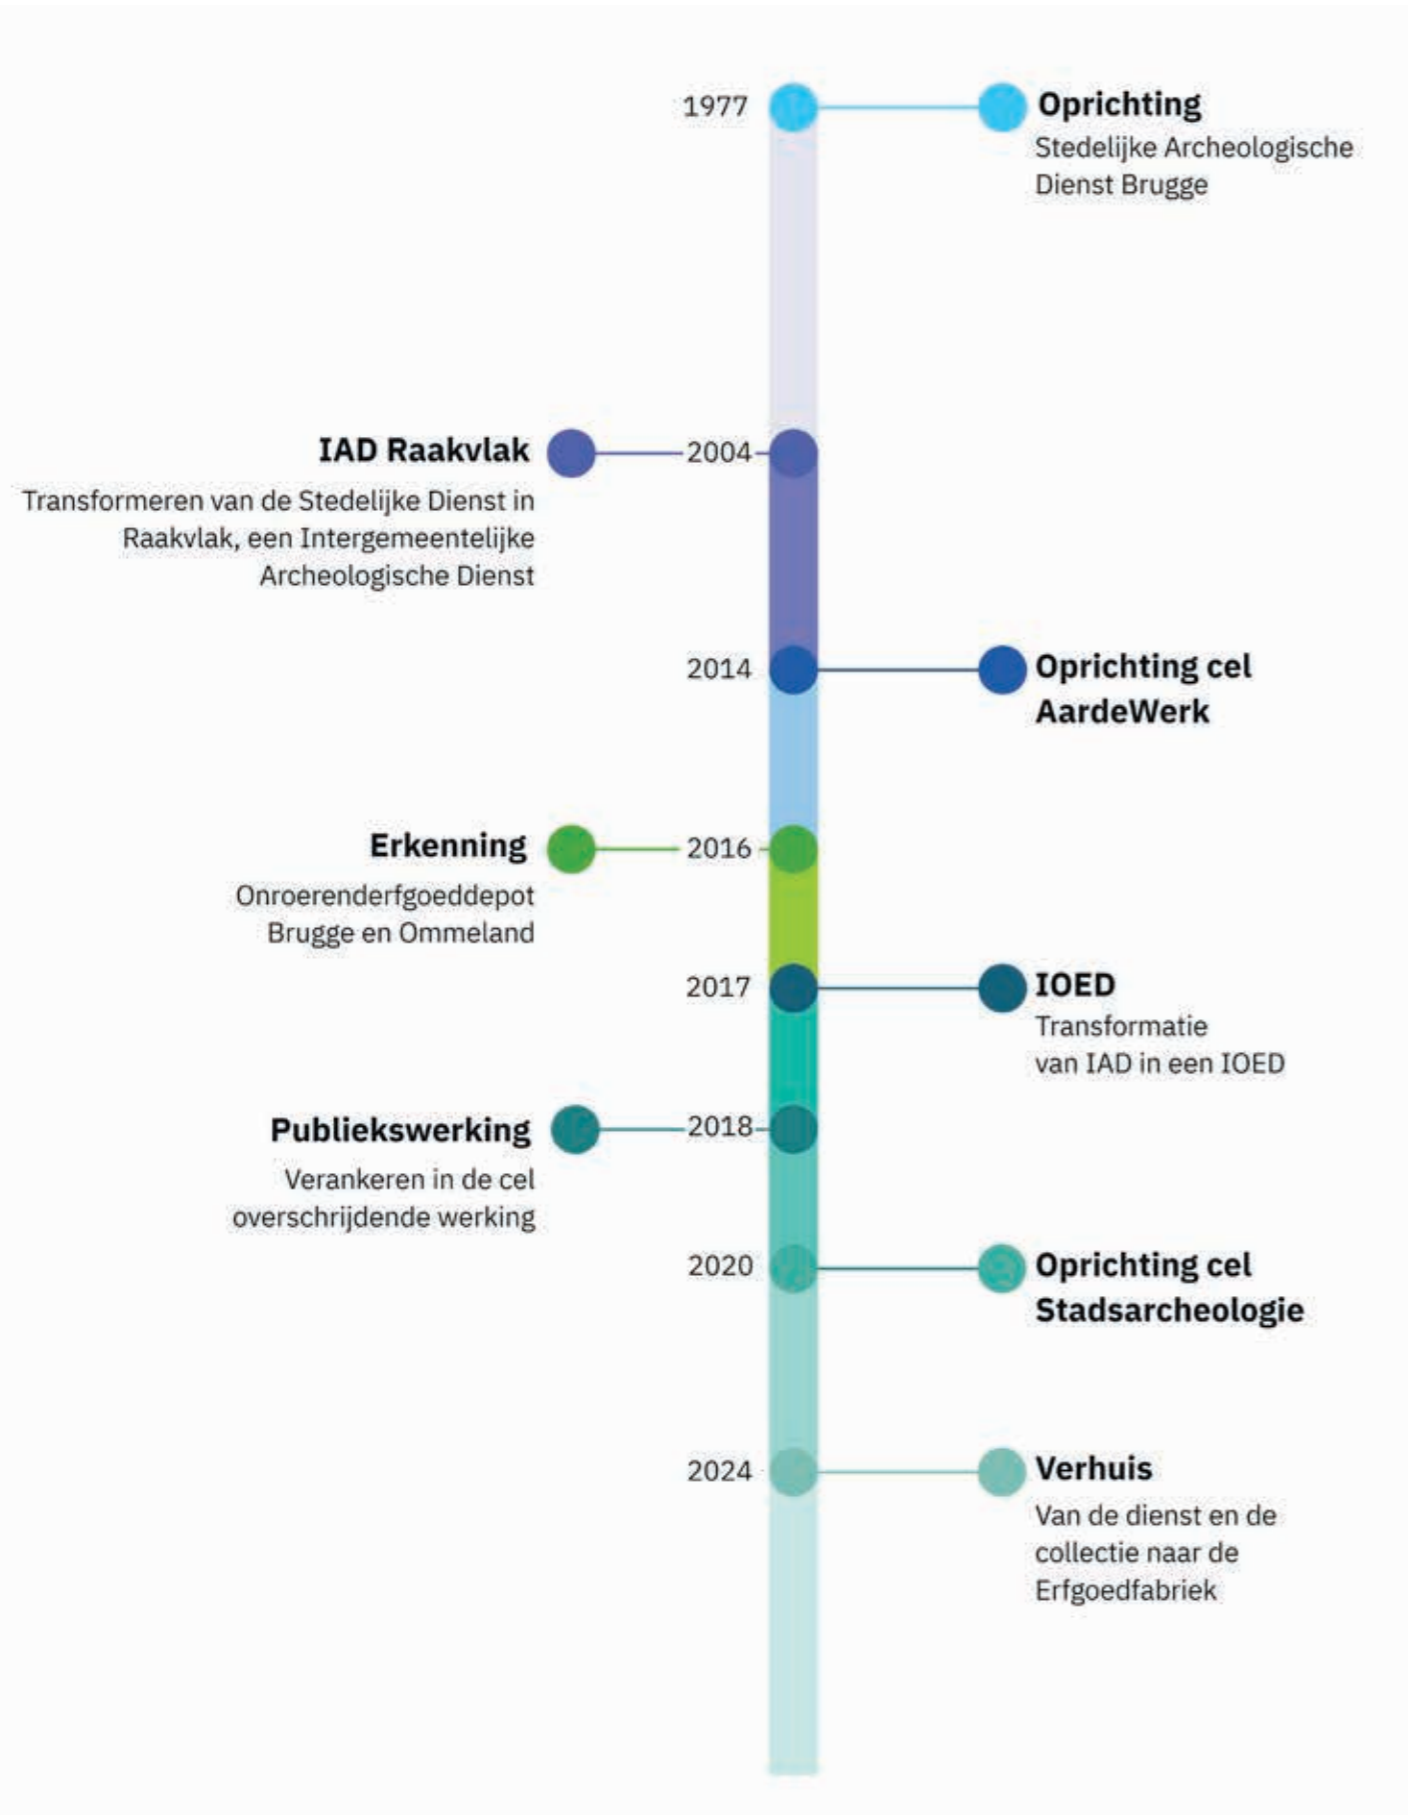 1977
Oprichting
Stedelijke Archeologische
Dienst Brugge
IAD Raakvlak
2004
Transformeren van de Stedelijke Dienst in
Raakvlak, een Intergemeentelijke
Archeologische Dienst
2014
Oprichting cel
AardeWerk
Erkenning
2016
Onroerenderfgoeddepot
Brugge en Ommeland
2017
IOED
Transformatie
van IAD in een IOED
Publiekswerking
2018
Verankeren in de cel
overschrijdende werking
2020
Oprichting cel
Stadsarcheologie
2024
Verhuis
Van de dienst en de
collectie naar de
Erfgoedfabriek